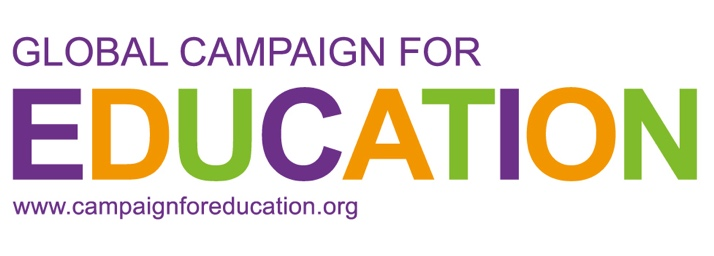 GLOBAL CAMPAIGN FOR
EDUCATION
www.campaignforeducation.org